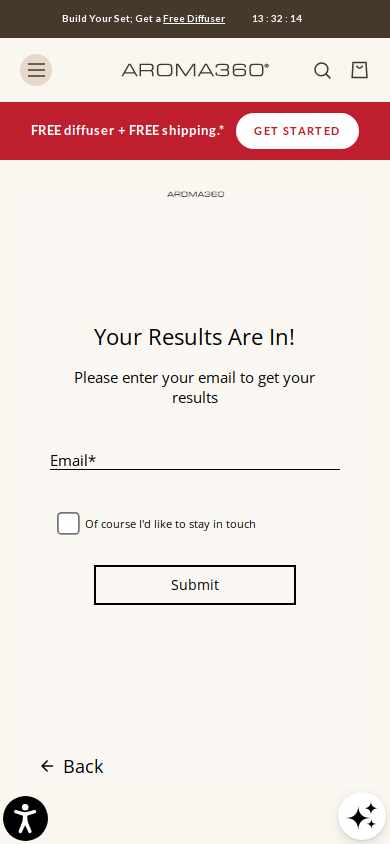 Build Your Set; Get a Free Diffuser 13 : 32 : 14
AROMA360®
FREE diffuser + FREE shipping.* GET STARTED
AROMA360
Your Results Are In!
Please enter your email to get your
results
Email*
Of course I'd like to stay in touch
Submit
← Back